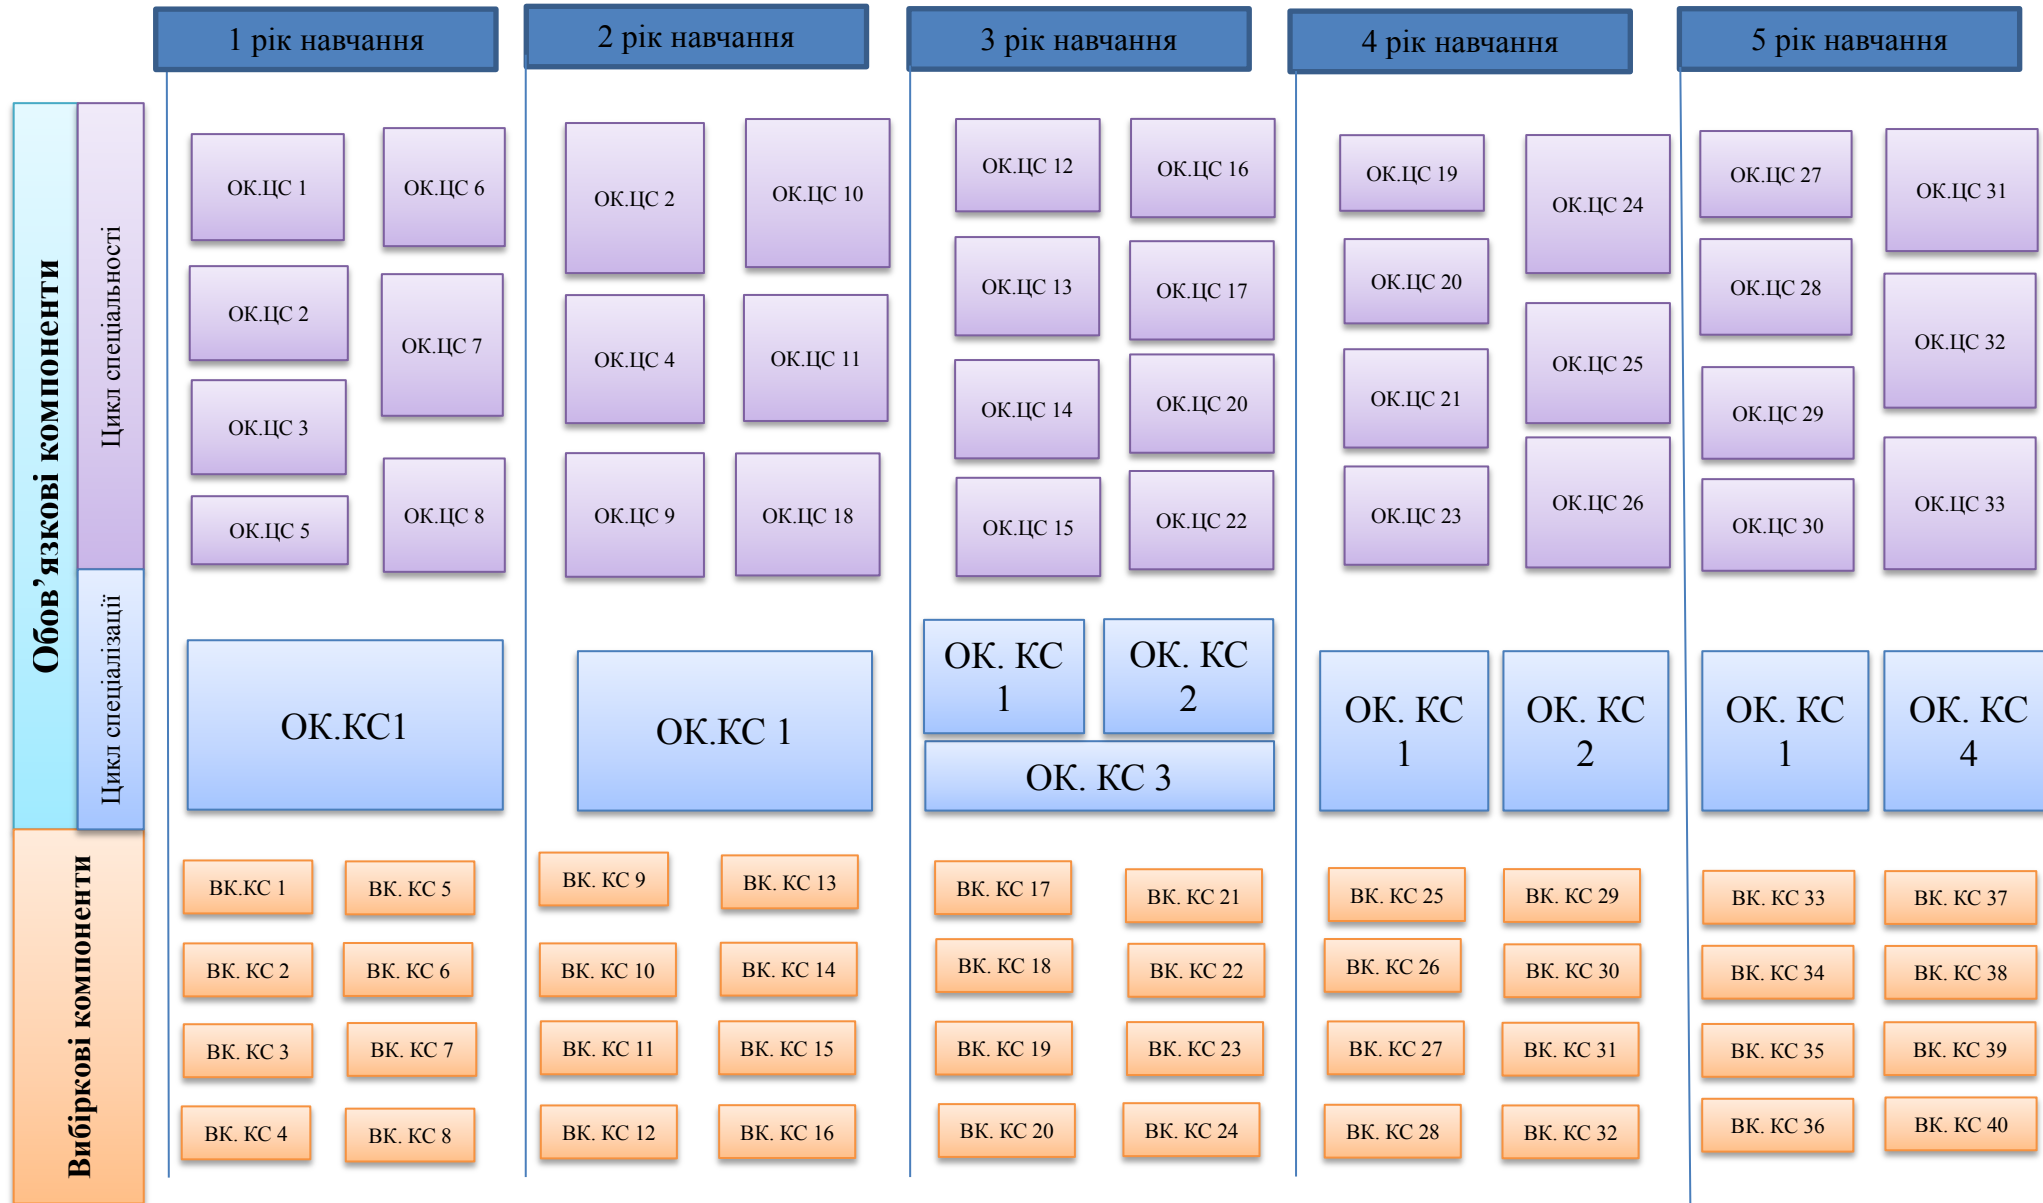 1 рік навчання
2 рік навчання
3 рік навчання
4 рік навчання
5 рік навчання
Обов’язкові компоненти
Цикл спеціальності
ОК.ЦС 1
ОК.ЦС 6
ОК.ЦС 2
ОК.ЦС 7
ОК.ЦС 3
ОК.ЦС 5
ОК.ЦС 8
ОК.ЦС 2
ОК.ЦС 10
ОК.ЦС 4
ОК.ЦС 11
ОК.ЦС 9
ОК.ЦС 18
ОК.ЦС 12
ОК.ЦС 16
ОК.ЦС 13
ОК.ЦС 17
ОК.ЦС 14
ОК.ЦС 20
ОК.ЦС 15
ОК.ЦС 22
ОК.ЦС 19
ОК.ЦС 24
ОК.ЦС 20
ОК.ЦС 25
ОК.ЦС 21
ОК.ЦС 23
ОК.ЦС 26
ОК.ЦС 27
ОК.ЦС 31
ОК.ЦС 28
ОК.ЦС 32
ОК.ЦС 29
ОК.ЦС 30
ОК.ЦС 33
Цикл спеціалізації
ОК.КС1
ОК.КС 1
ОК. КС
1
ОК. КС
2
ОК. КС 3
ОК. КС
1
ОК. КС
2
ОК. КС
1
ОК. КС
4
Вибіркові компоненти
ВК.КС 1
ВК. КС 5
ВК. КС 2
ВК. КС 6
ВК. КС 3
ВК. КС 7
ВК. КС 4
ВК. КС 8
ВК. КС 9
ВК. КС 13
ВК. КС 10
ВК. КС 14
ВК. КС 11
ВК. КС 15
ВК. КС 12
ВК. КС 16
ВК. КС 17
ВК. КС 21
ВК. КС 18
ВК. КС 22
ВК. КС 19
ВК. КС 23
ВК. КС 20
ВК. КС 24
ВК. КС 25
ВК. КС 29
ВК. КС 26
ВК. КС 30
ВК. КС 27
ВК. КС 31
ВК. КС 28
ВК. КС 32
ВК. КС 33
ВК. КС 37
ВК. КС 34
ВК. КС 38
ВК. КС 35
ВК. КС 39
ВК. КС 36
ВК. КС 40